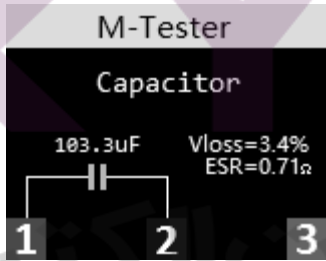 M-Tester
Capacitor
103.3uF Vloss=3.4%
ESR=0.71Ω
1 2 3